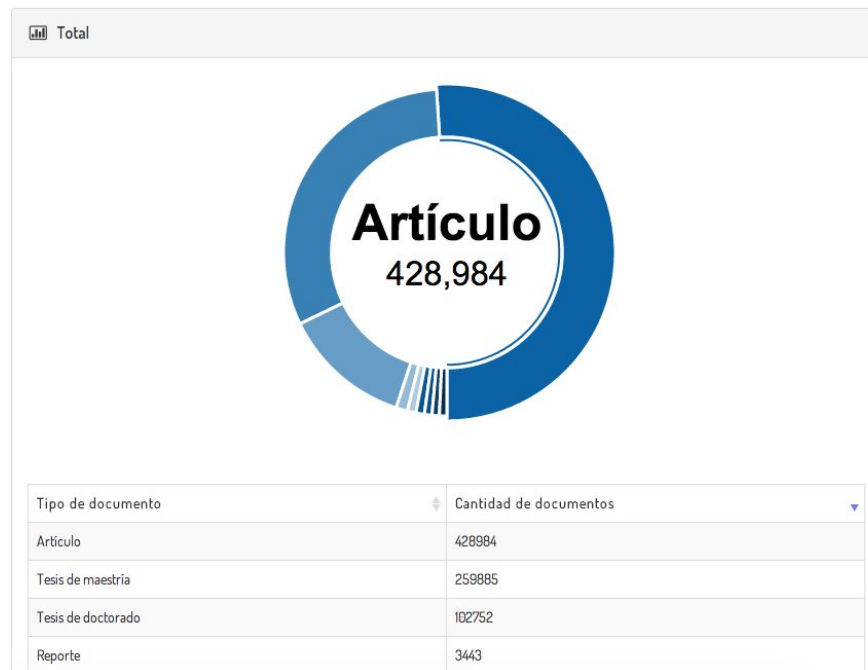 Total
Artículo
428,984
Tipo de documento Cantidad de documentos
Artículo 428984
Tesis de maestría 259885
Tesis de doctorado 102752
Reporte 3443